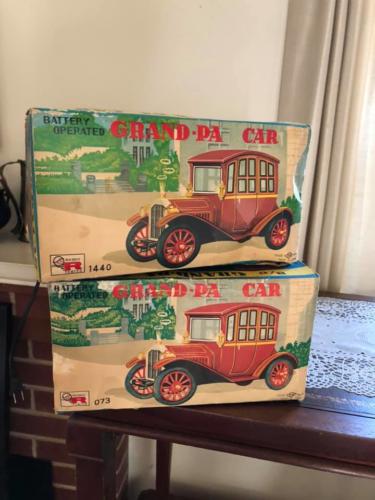 BATTERY
OPERATED
GRAND-PA CAR
R
1440
BATTERY
OPERATED
GRAND-PA CAR
R
073